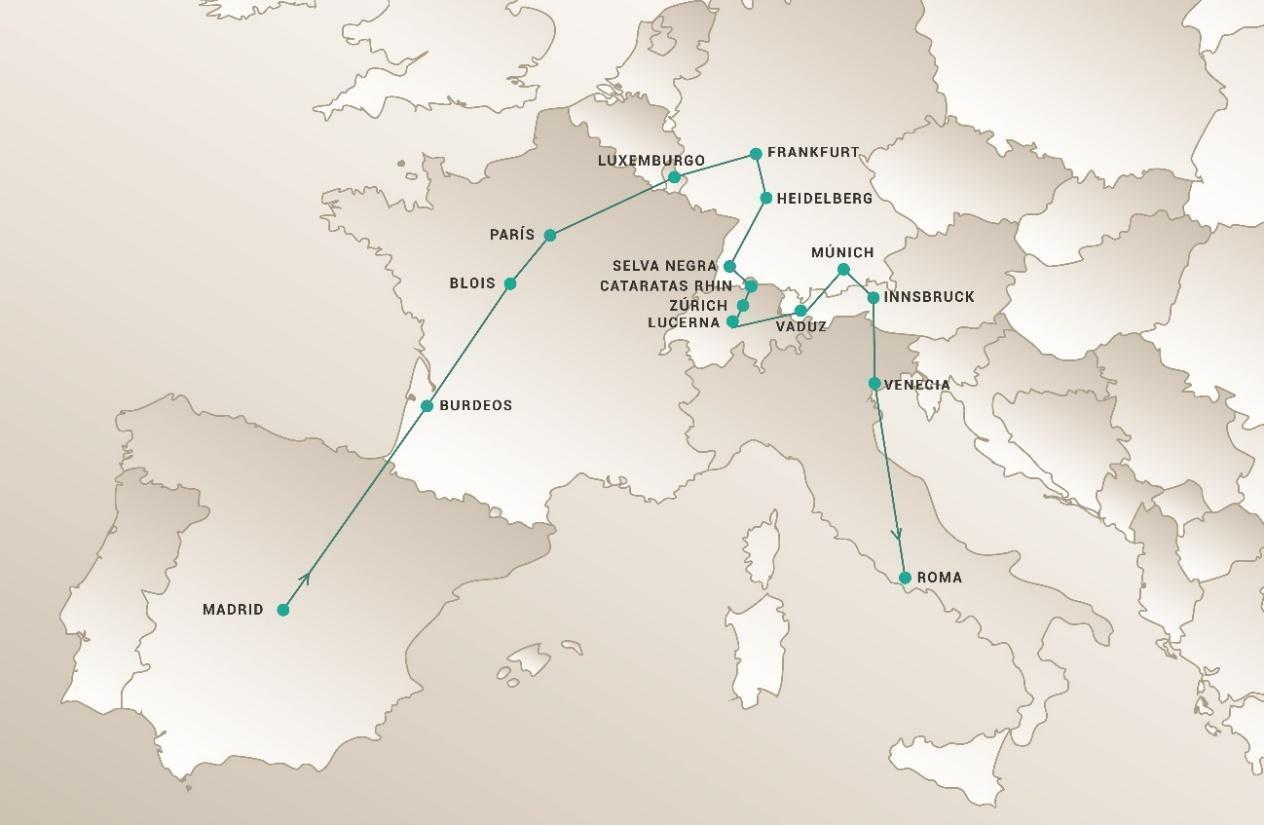 LUXEMBURGO
FRANKFURT
HEIDELBERG
PARÍS
MÚNICH
SELVA NEGRA
BLOIS
CATARATAS RHIN
INNSBRUCK
ZÚRICH
LUCERNA
VADUZ
VENECIA
BURDEOS
ROMA
MADRID